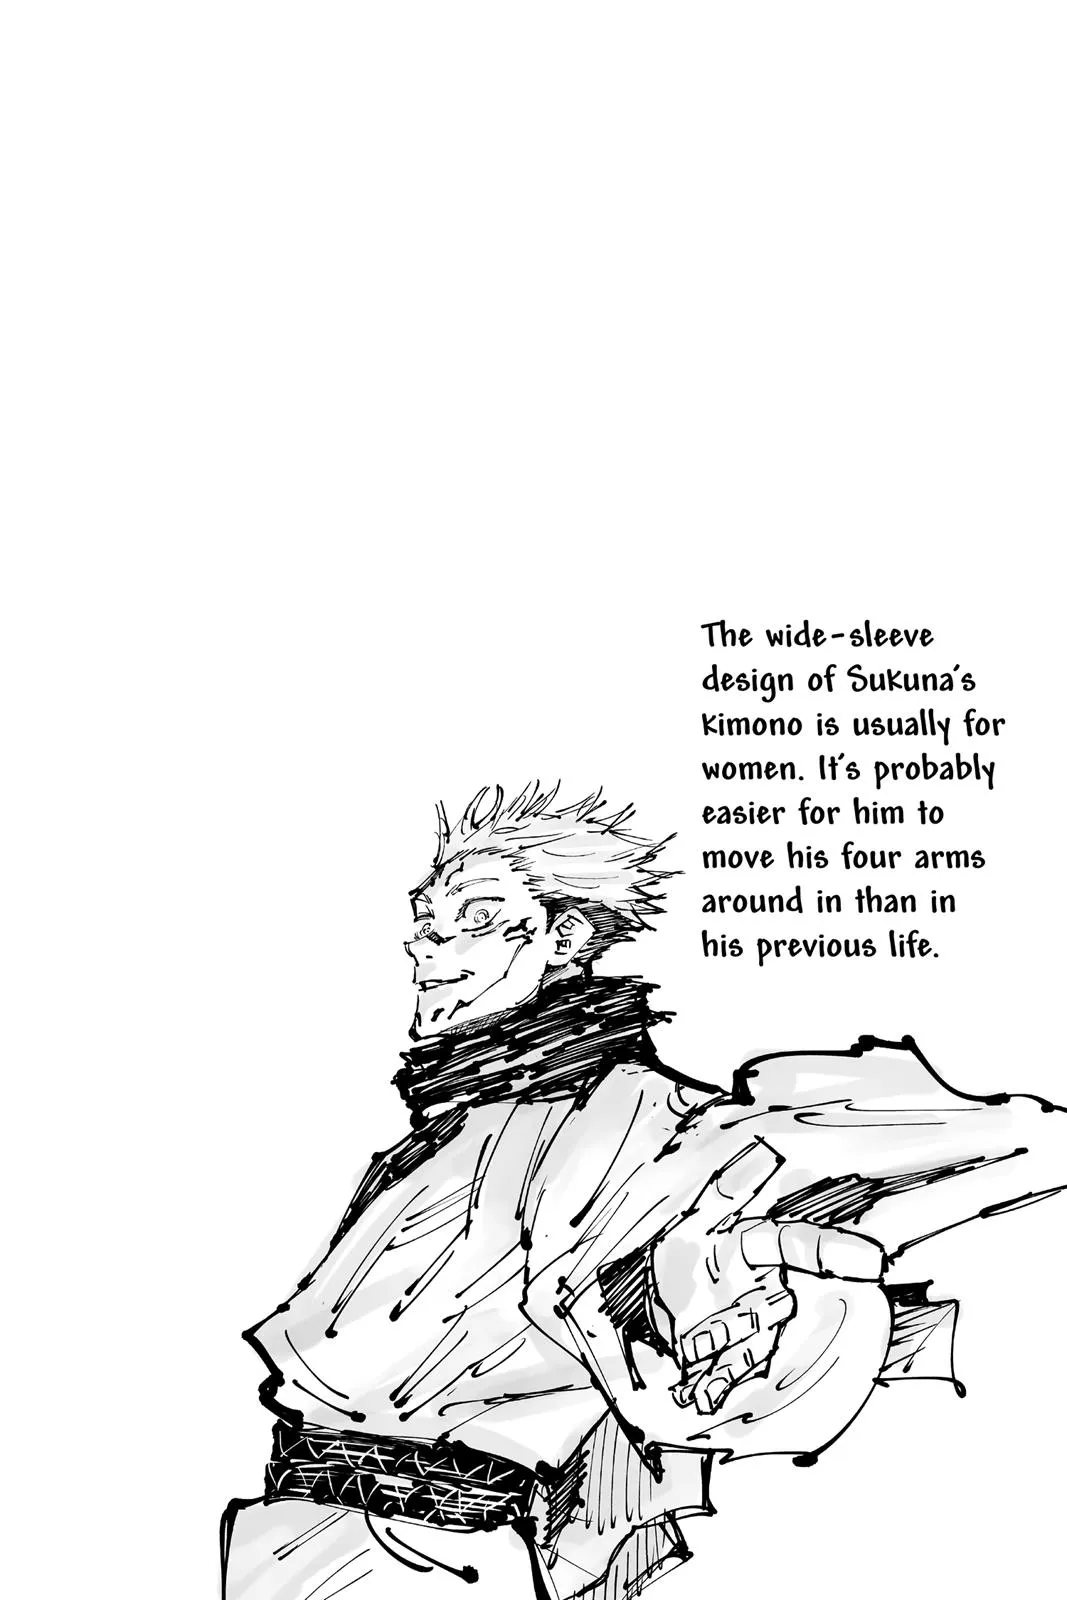 The wide-sleeve
design of Sukuna's
kimono is usually for
women. It's probably
easier for him to
move his four arms
around in than in
his previous life.